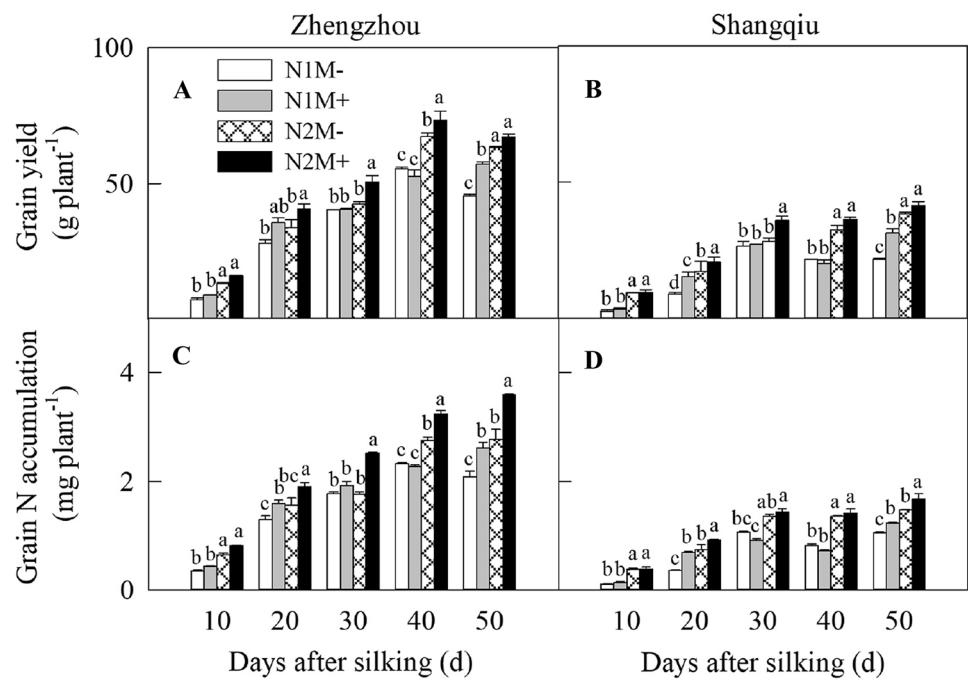 Zhengzhou
Shangqiu
100
50
Grain yield
(g plant-1)
A
N1M-
N1M+
N2M-
N2M+
b b a a
b ab b a
b b b a
c c b a
c b a a
B
b b a a
d c b a
b b b a
b b a a
c b a a
4
2
0
Grain N accumulation
(mg plant-1)
C
b b a a
c b bc a
b b b a
c c b a
c b b a
D
b b a a
c b b a
bc c ab a
b b a a
c b b a
10 20 30 40 50
10 20 30 40 50
Days after silking (d)
Days after silking (d)